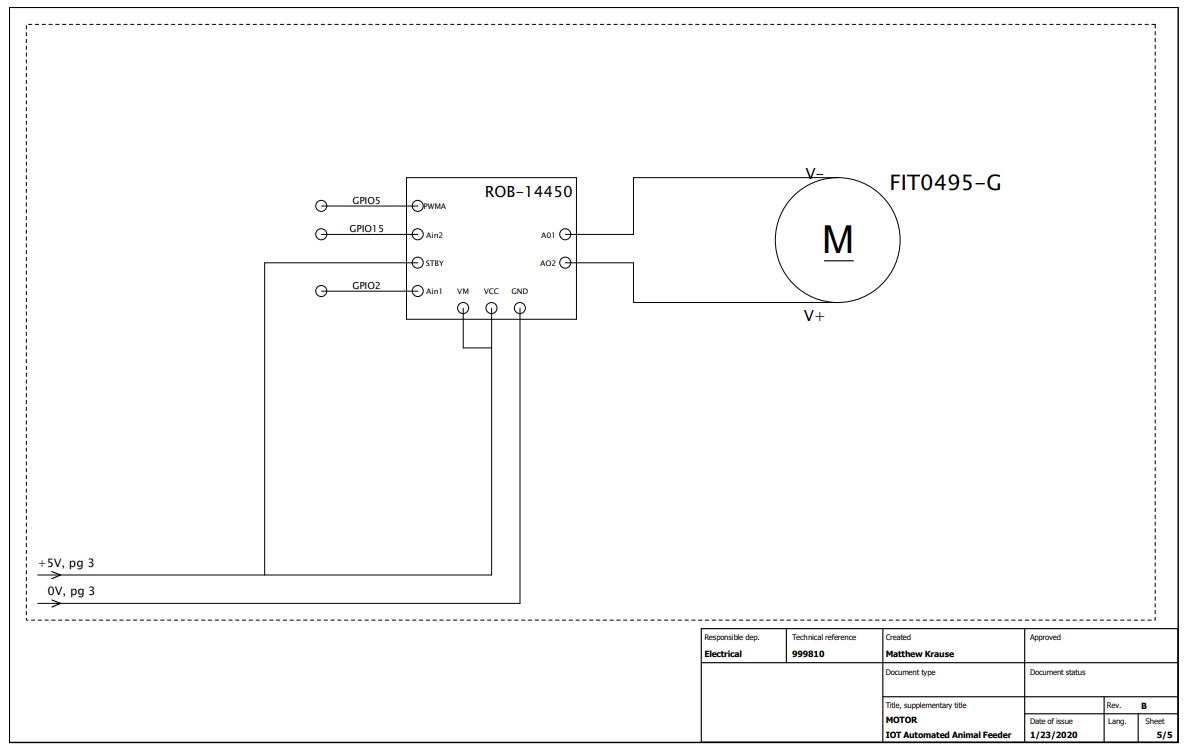 V-
FIT0495-G
ROB-14450
GPIO5
PWMA
GPIO15
Ain2
A01
M
STBY
AO2
GPIO2
Ain1
VM
VCC
GND
V+
+5V, pg 3
0V, pg 3
Responsible dep.
Technical reference
Created
Approved
Electrical
999810
Matthew Krause
Document type
Document status
Title, supplementary title
Rev.
B
MOTOR
Date of issue
Lang.
Sheet
IOT Automated Animal Feeder
1/23/2020
5/5